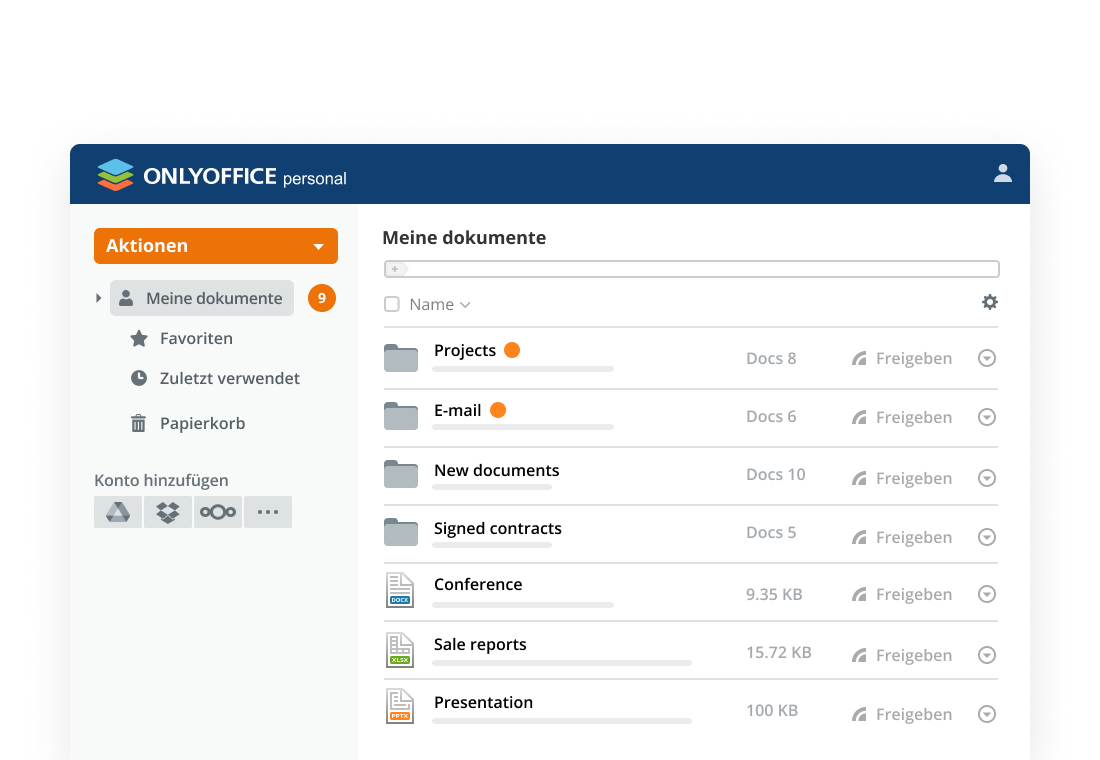 ONLYOFFICE personal
Aktionen
Meine dokumente 9
Favoriten
Zuletzt verwendet
Papierkorb
Konto hinzufügen
Meine dokumente
Name
Projects Docs 8 Freigeben
E-mail Docs 6 Freigeben
New documents Docs 10 Freigeben
Signed contracts Docs 5 Freigeben
Conference 9.35 KB Freigeben
DOCX
Sale reports 15.72 KB Freigeben
XLSX
Presentation 100 KB Freigeben
PPTX